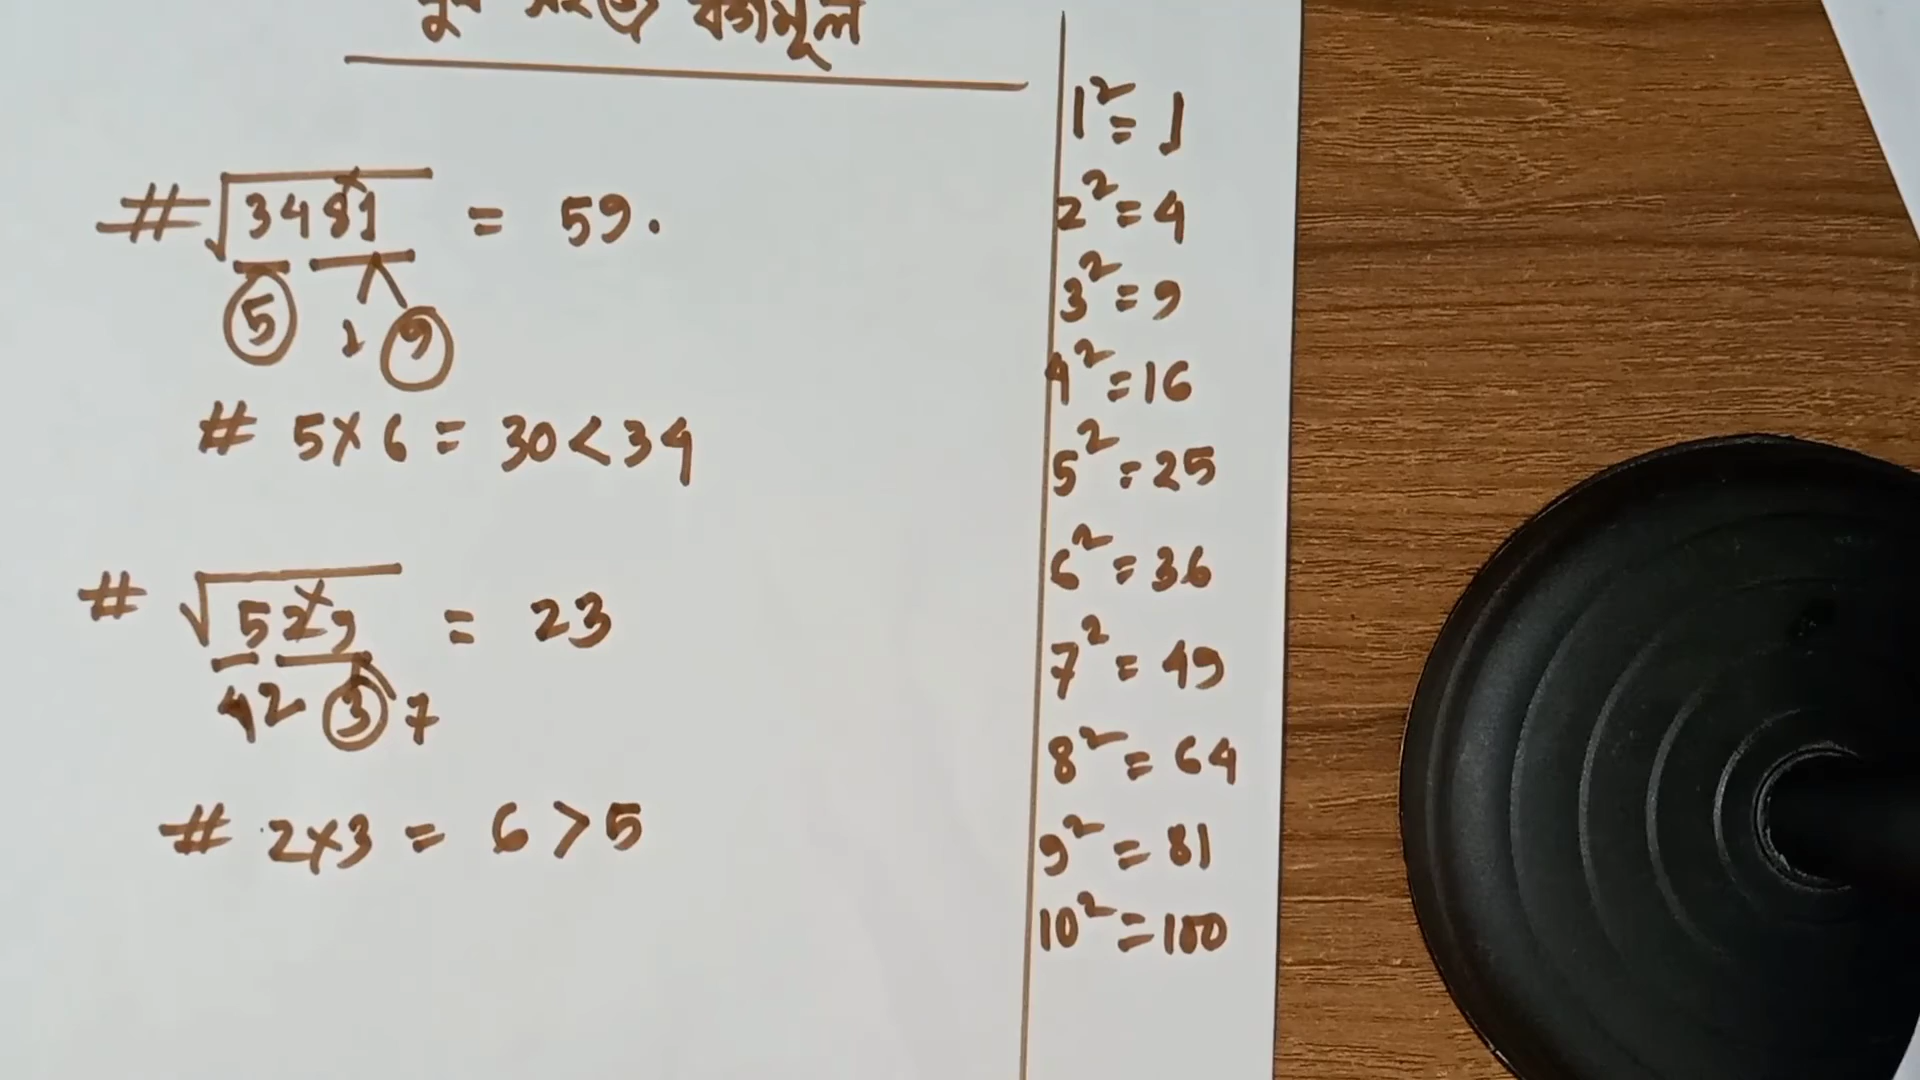 বর্গমূল
# √3481 = 59.
5 1 9
# 5×6 = 30<34
# √529 = 23
42 3 7
# 2×3 = 6>5
1² = 1
2² = 4
3² = 9
4² = 16
5² = 25
6² = 36
7² = 49
8² = 64
9² = 81
10² = 100